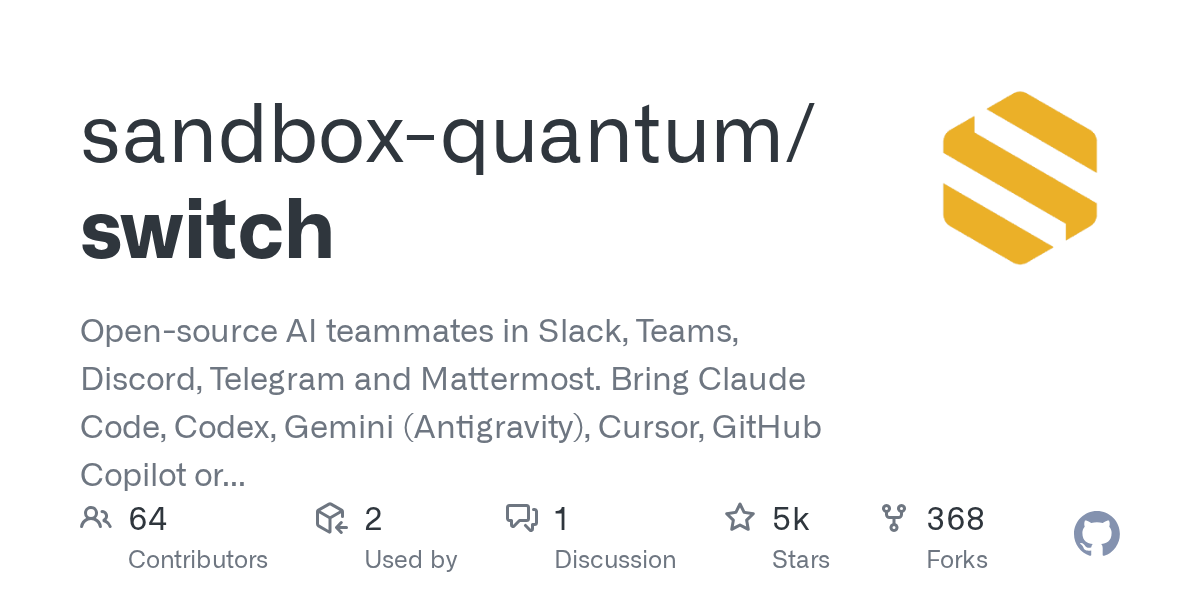 sandbox-quantum/
switch
Open-source AI teammates in Slack, Teams,
Discord, Telegram and Mattermost. Bring Claude
Code, Codex, Gemini (Antigravity), Cursor, GitHub
Copilot or...
64 Contributors
2 Used by
1 Discussion
5k Stars
368 Forks